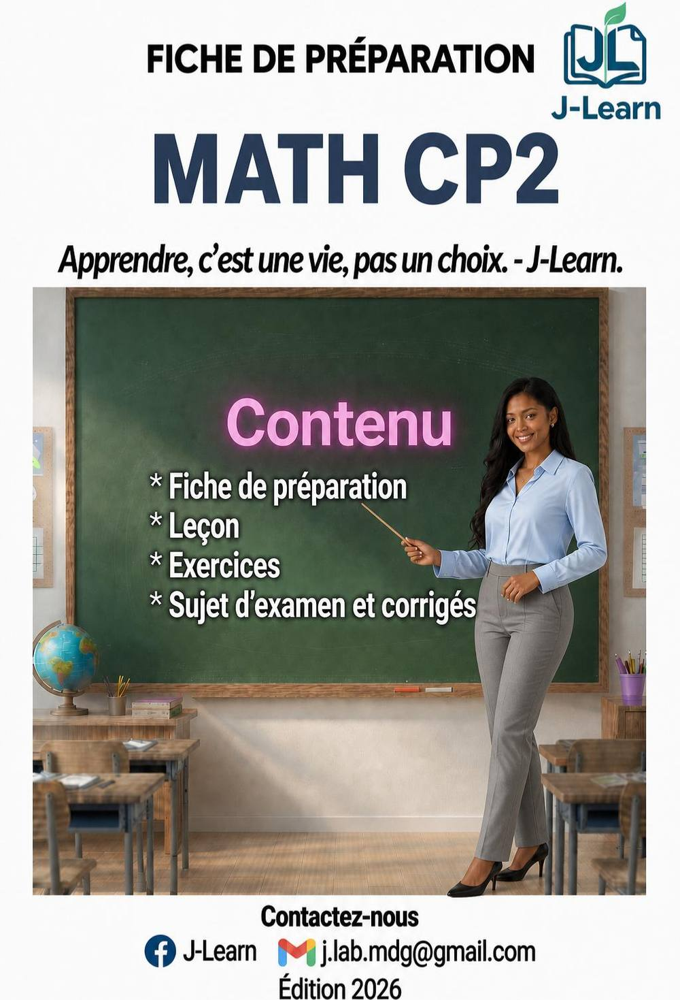 FICHE DE PRÉPARATION
JL
J-Learn
MATH CP2
Apprendre, c'est une vie, pas un choix. - J-Learn.
Contenu
* Fiche de préparation
* Leçon
* Exercices
* Sujet d'examen et corrigés
Contactez-nous
J-Learn j.lab.mdg@gmail.com
Édition 2026